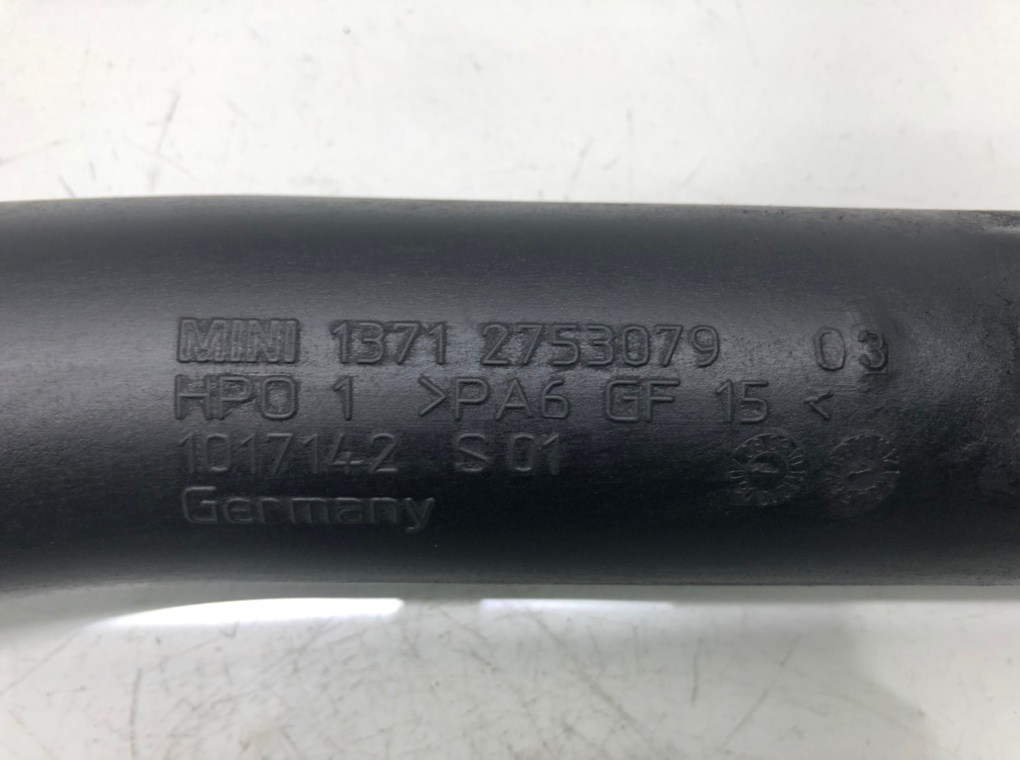 MINI 1371 2753079 03
HPO 1 >PA6 GF 15 <
1017142 S 01
Germany